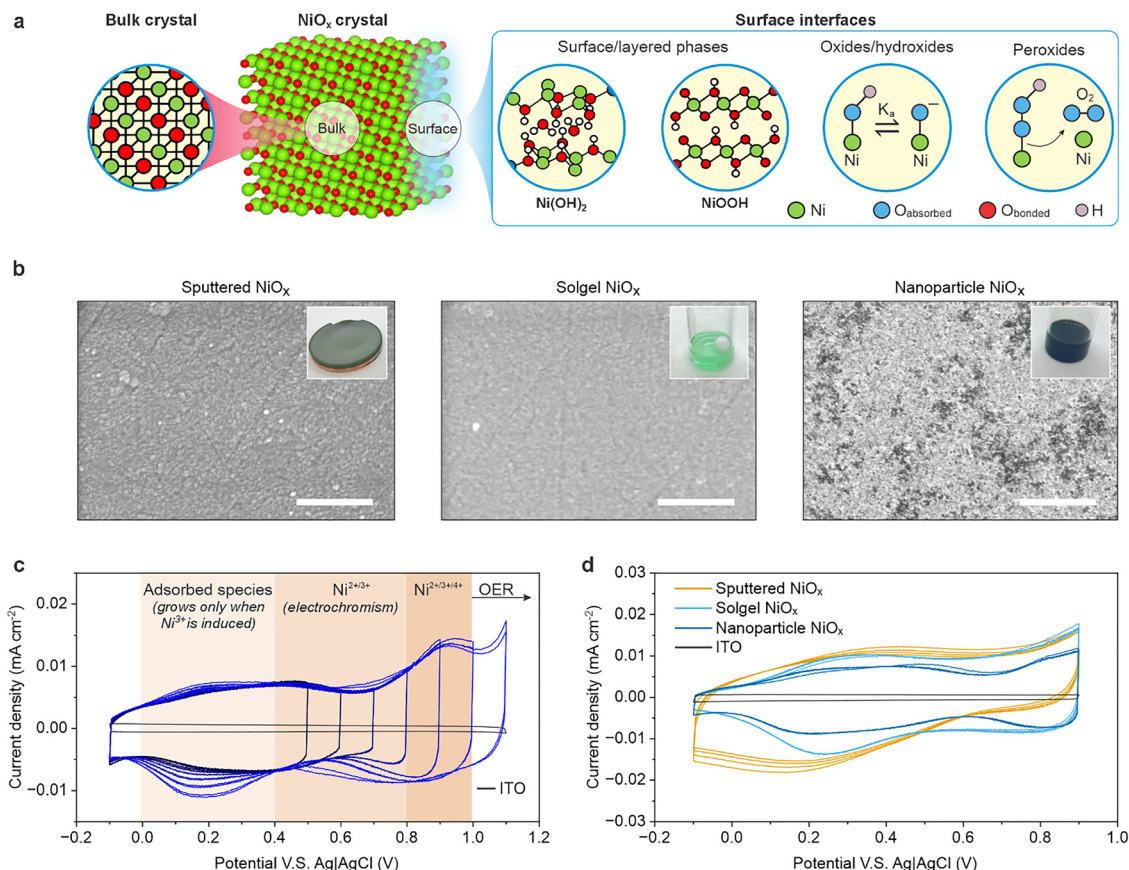 a
Bulk crystal
NiOx crystal
Surface interfaces
Surface/layered phases
Oxides/hydroxides
Peroxides
Bulk
Surface
Ka
O2
Ni
Ni
Ni
Ni(OH)2
NiOOH
Ni
Oabsorbed
Obonded
H
b
Sputtered NiOx
Solgel NiOx
Nanoparticle NiOx
c
Adsorbed species
(grows only when
Ni3+ is induced)
Ni2+/3+
(electrochromism)
Ni2+/3+/4+
OER
ITO
Current density (mA cm-2)
0.02
0.01
0.00
−0.01
−0.2
0.0
0.2
0.4
0.6
0.8
1.0
1.2
Potential V.S. Ag|AgCl (V)
d
Sputtered NiOx
Solgel NiOx
Nanoparticle NiOx
ITO
Current density (mA cm-2)
0.03
0.02
0.01
0.00
−0.01
−0.02
−0.03
0.0
0.2
0.4
0.6
0.8
1.0
Potential V.S. Ag|AgCl (V)